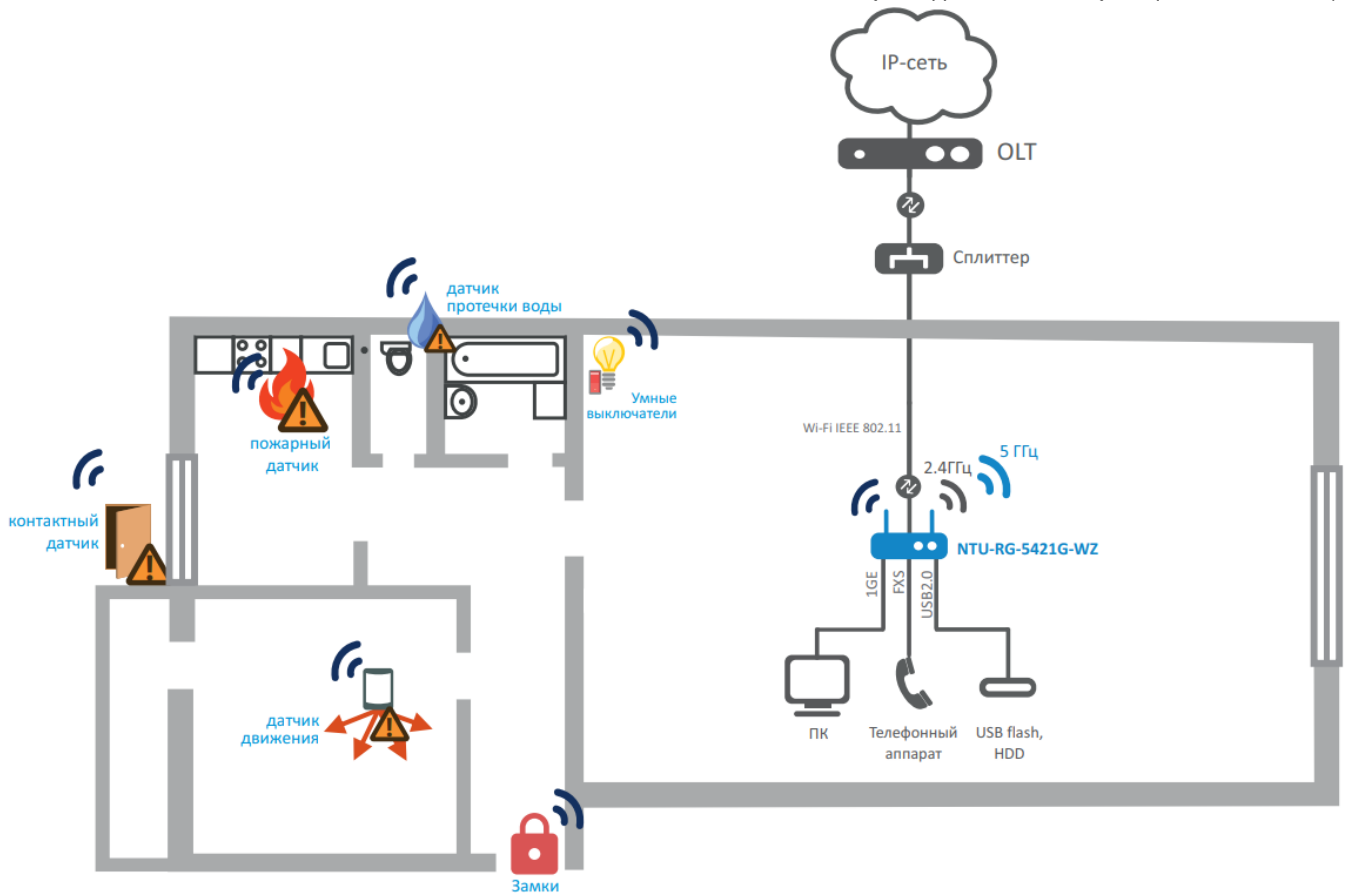 IP-сеть
OLT
Сплиттер
датчик
протечки воды
Умные
выключатели
пожарный
датчик
контактный
датчик
Wi-Fi IEEE 802.11
5 ГГц
2.4ГГц
NTU-RG-5421G-WZ
1GE
FXS
USB2.0
датчик
движения
ПК
Телефонный
аппарат
USB flash,
HDD
Замки